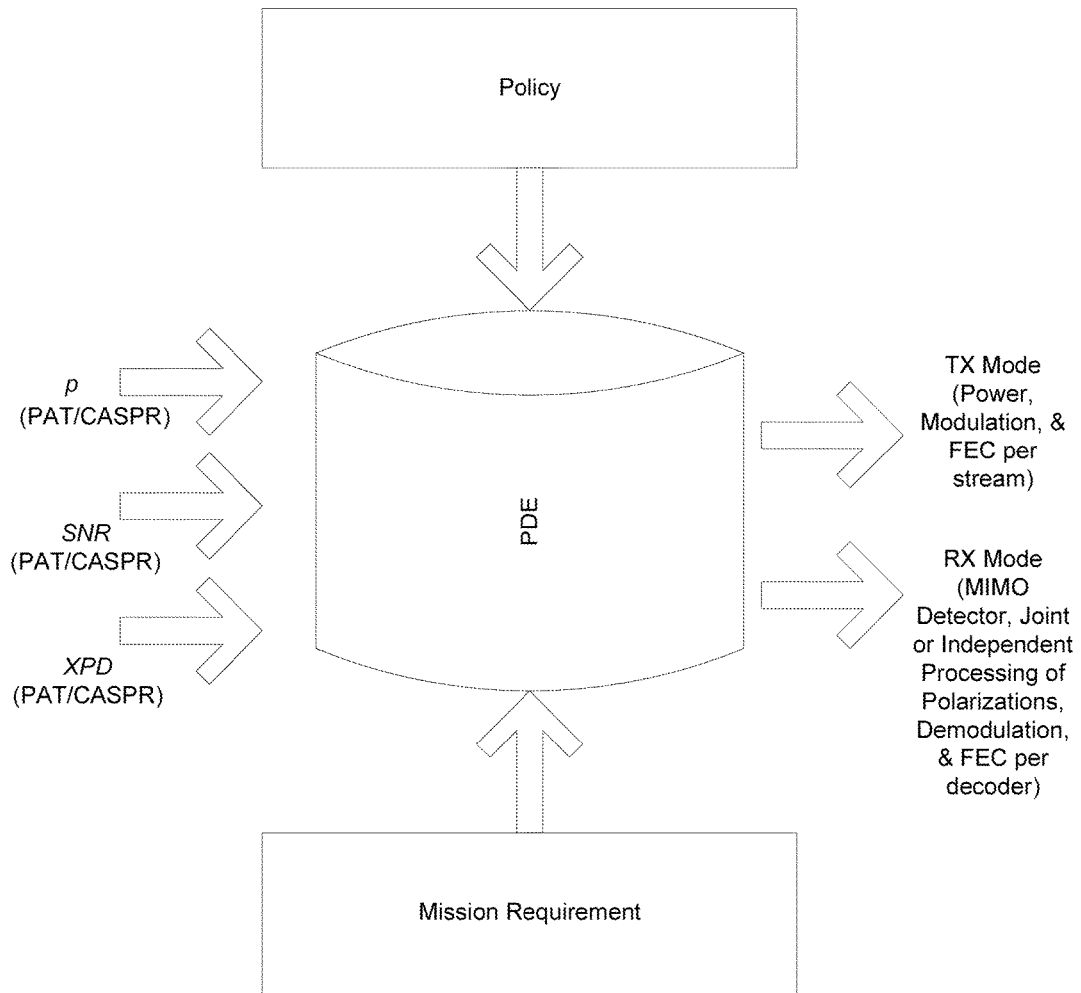 Policy
p
(PAT/CASPR)
SNR
(PAT/CASPR)
XPD
(PAT/CASPR)
PDE
TX Mode
(Power,
Modulation, &
FEC per
stream)
RX Mode
(MIMO
Detector, Joint
or Independent
Processing of
Polarizations,
Demodulation,
& FEC per
decoder)
Mission Requirement